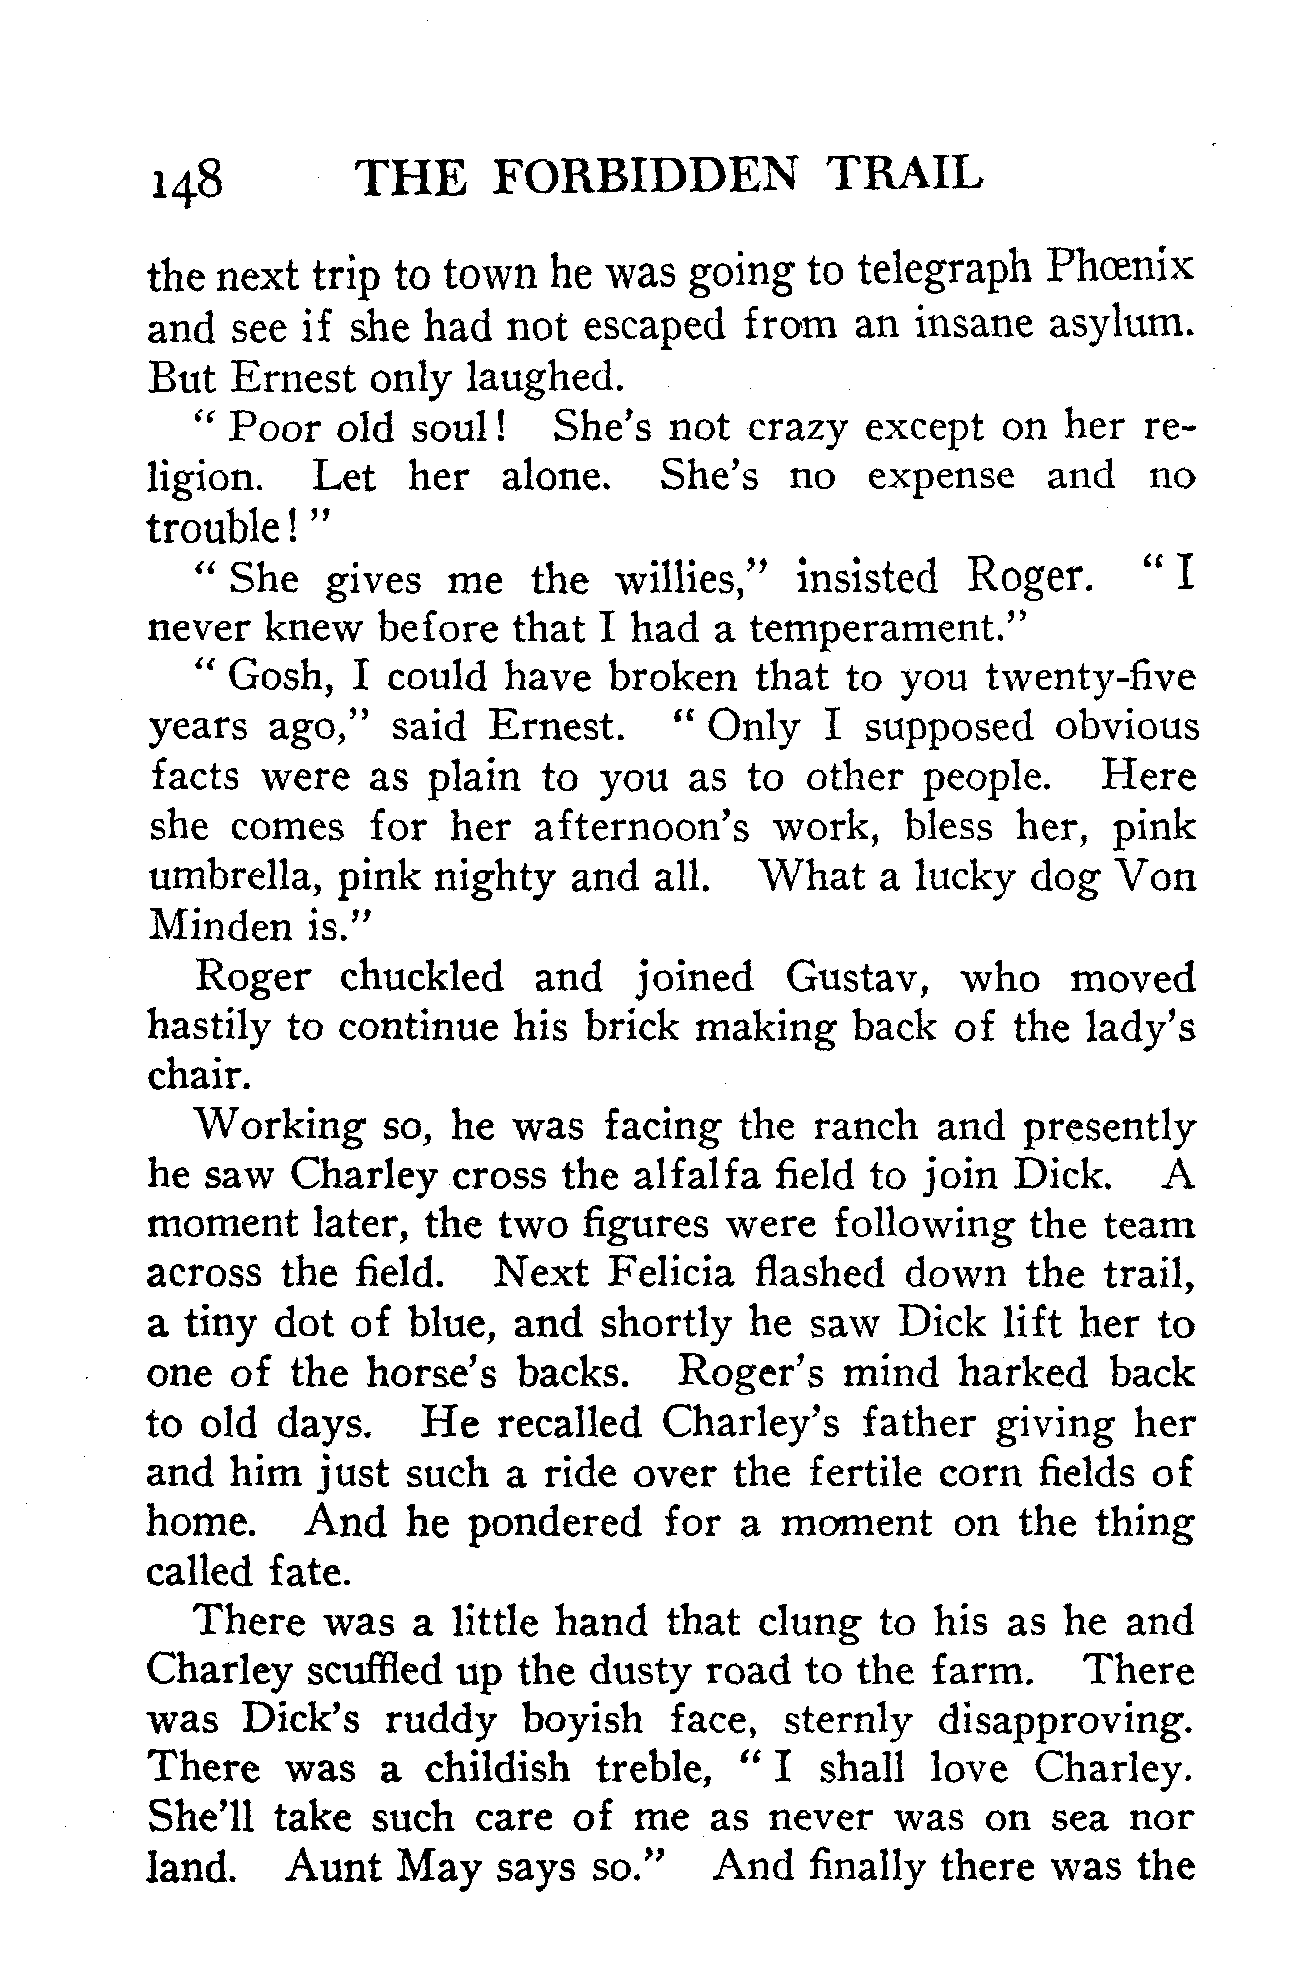 148 THE FORBIDDEN TRAIL
the next trip to town he was going to telegraph Phœnix
and see if she had not escaped from an insane asylum.
But Ernest only laughed.
“ Poor old soul! She’s not crazy except on her re-
ligion. Let her alone. She’s no expense and no
trouble! ”
“ She gives me the willies,” insisted Roger. “ I
never knew before that I had a temperament.”
“ Gosh, I could have broken that to you twenty-five
years ago,” said Ernest. “ Only I supposed obvious
facts were as plain to you as to other people. Here
she comes for her afternoon’s work, bless her, pink
umbrella, pink nighty and all. What a lucky dog Von
Minden is.”
Roger chuckled and joined Gustav, who moved
hastily to continue his brick making back of the lady’s
chair.
Working so, he was facing the ranch and presently
he saw Charley cross the alfalfa field to join Dick. A
moment later, the two figures were following the team
across the field. Next Felicia flashed down the trail,
a tiny dot of blue, and shortly he saw Dick lift her to
one of the horse’s backs. Roger’s mind harked back
to old days. He recalled Charley’s father giving her
and him just such a ride over the fertile corn fields of
home. And he pondered for a moment on the thing
called fate.
There was a little hand that clung to his as he and
Charley scuffled up the dusty road to the farm. There
was Dick’s ruddy boyish face, sternly disapproving.
There was a childish treble, “ I shall love Charley.
She’ll take such care of me as never was on sea nor
land. Aunt May says so.” And finally there was the